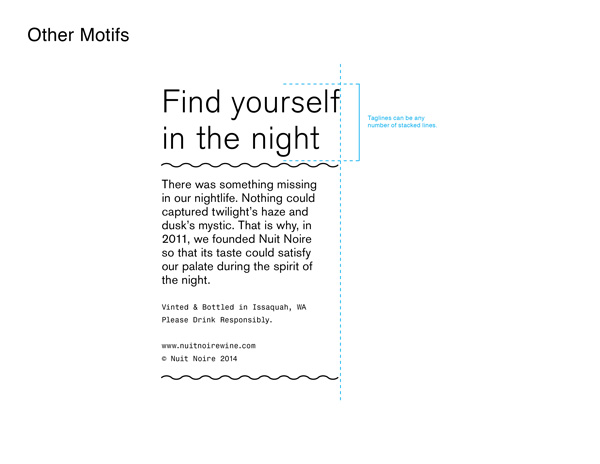 Other Motifs
Find yourself
in the night
Taglines can be any
number of stacked lines.
There was something missing
in our nightlife. Nothing could
captured twilight's haze and
dusk's mystic. That is why, in
2011, we founded Nuit Noire
so that its taste could satisfy
our palate during the spirit of
the night.
Vinted & Bottled in Issaquah, WA
Please Drink Responsibly.
www.nuitnoirewine.com
© Nuit Noire 2014